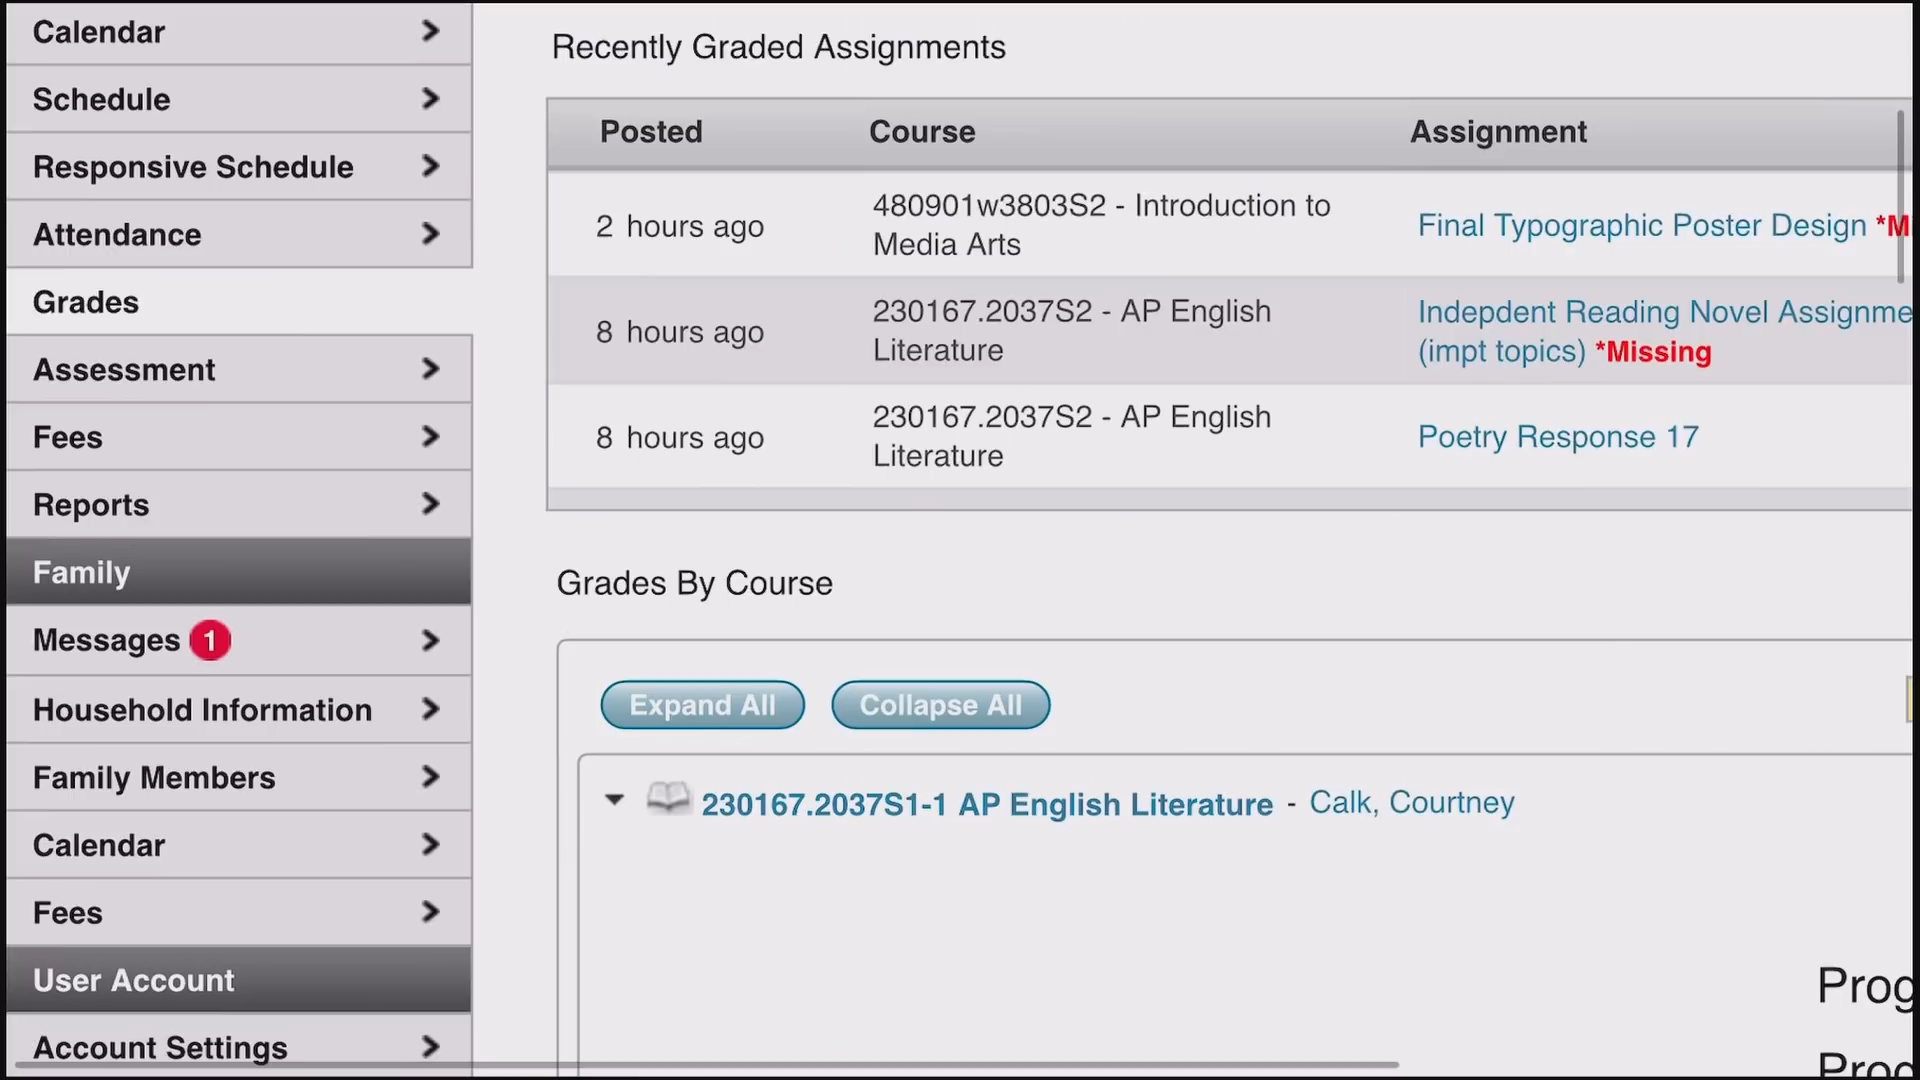 Calendar
Schedule
Responsive Schedule
Attendance
Grades
Assessment
Fees
Reports
Family
Messages 1
Household Information
Family Members
Calendar
Fees
User Account
Account Settings
Recently Graded Assignments
Posted Course Assignment
2 hours ago 480901w3803S2 - Introduction to
Media Arts Final Typographic Poster Design *M
8 hours ago 230167.2037S2 - AP English
Literature Indepdent Reading Novel Assignme
(impt topics) *Missing
8 hours ago 230167.2037S2 - AP English
Literature Poetry Response 17
Grades By Course
Expand All Collapse All
230167.2037S1-1 AP English Literature - Calk, Courtney
Prog
Prog